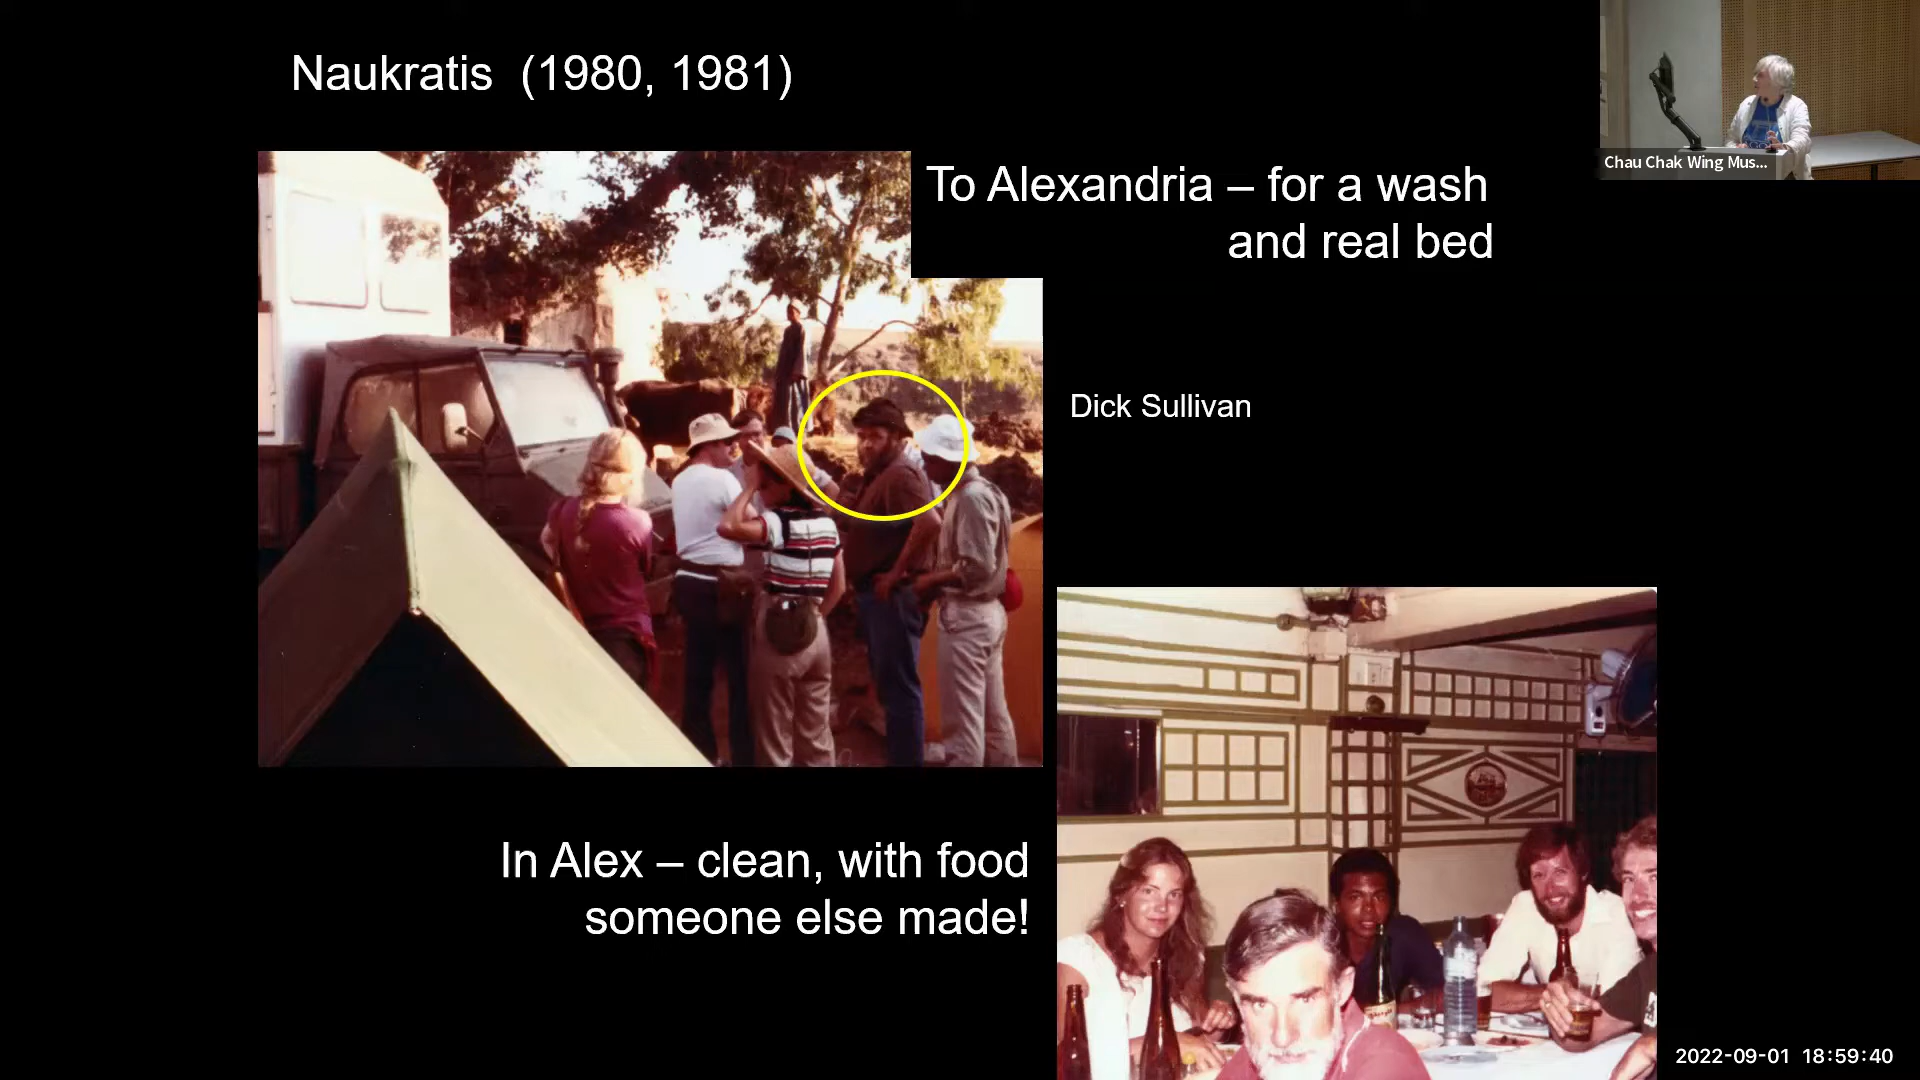 Naukratis (1980, 1981)
To Alexandria – for a wash
and real bed
Chau Chak Wing Mus...
Dick Sullivan
In Alex – clean, with food
someone else made!
2022-09-01 18:59:40